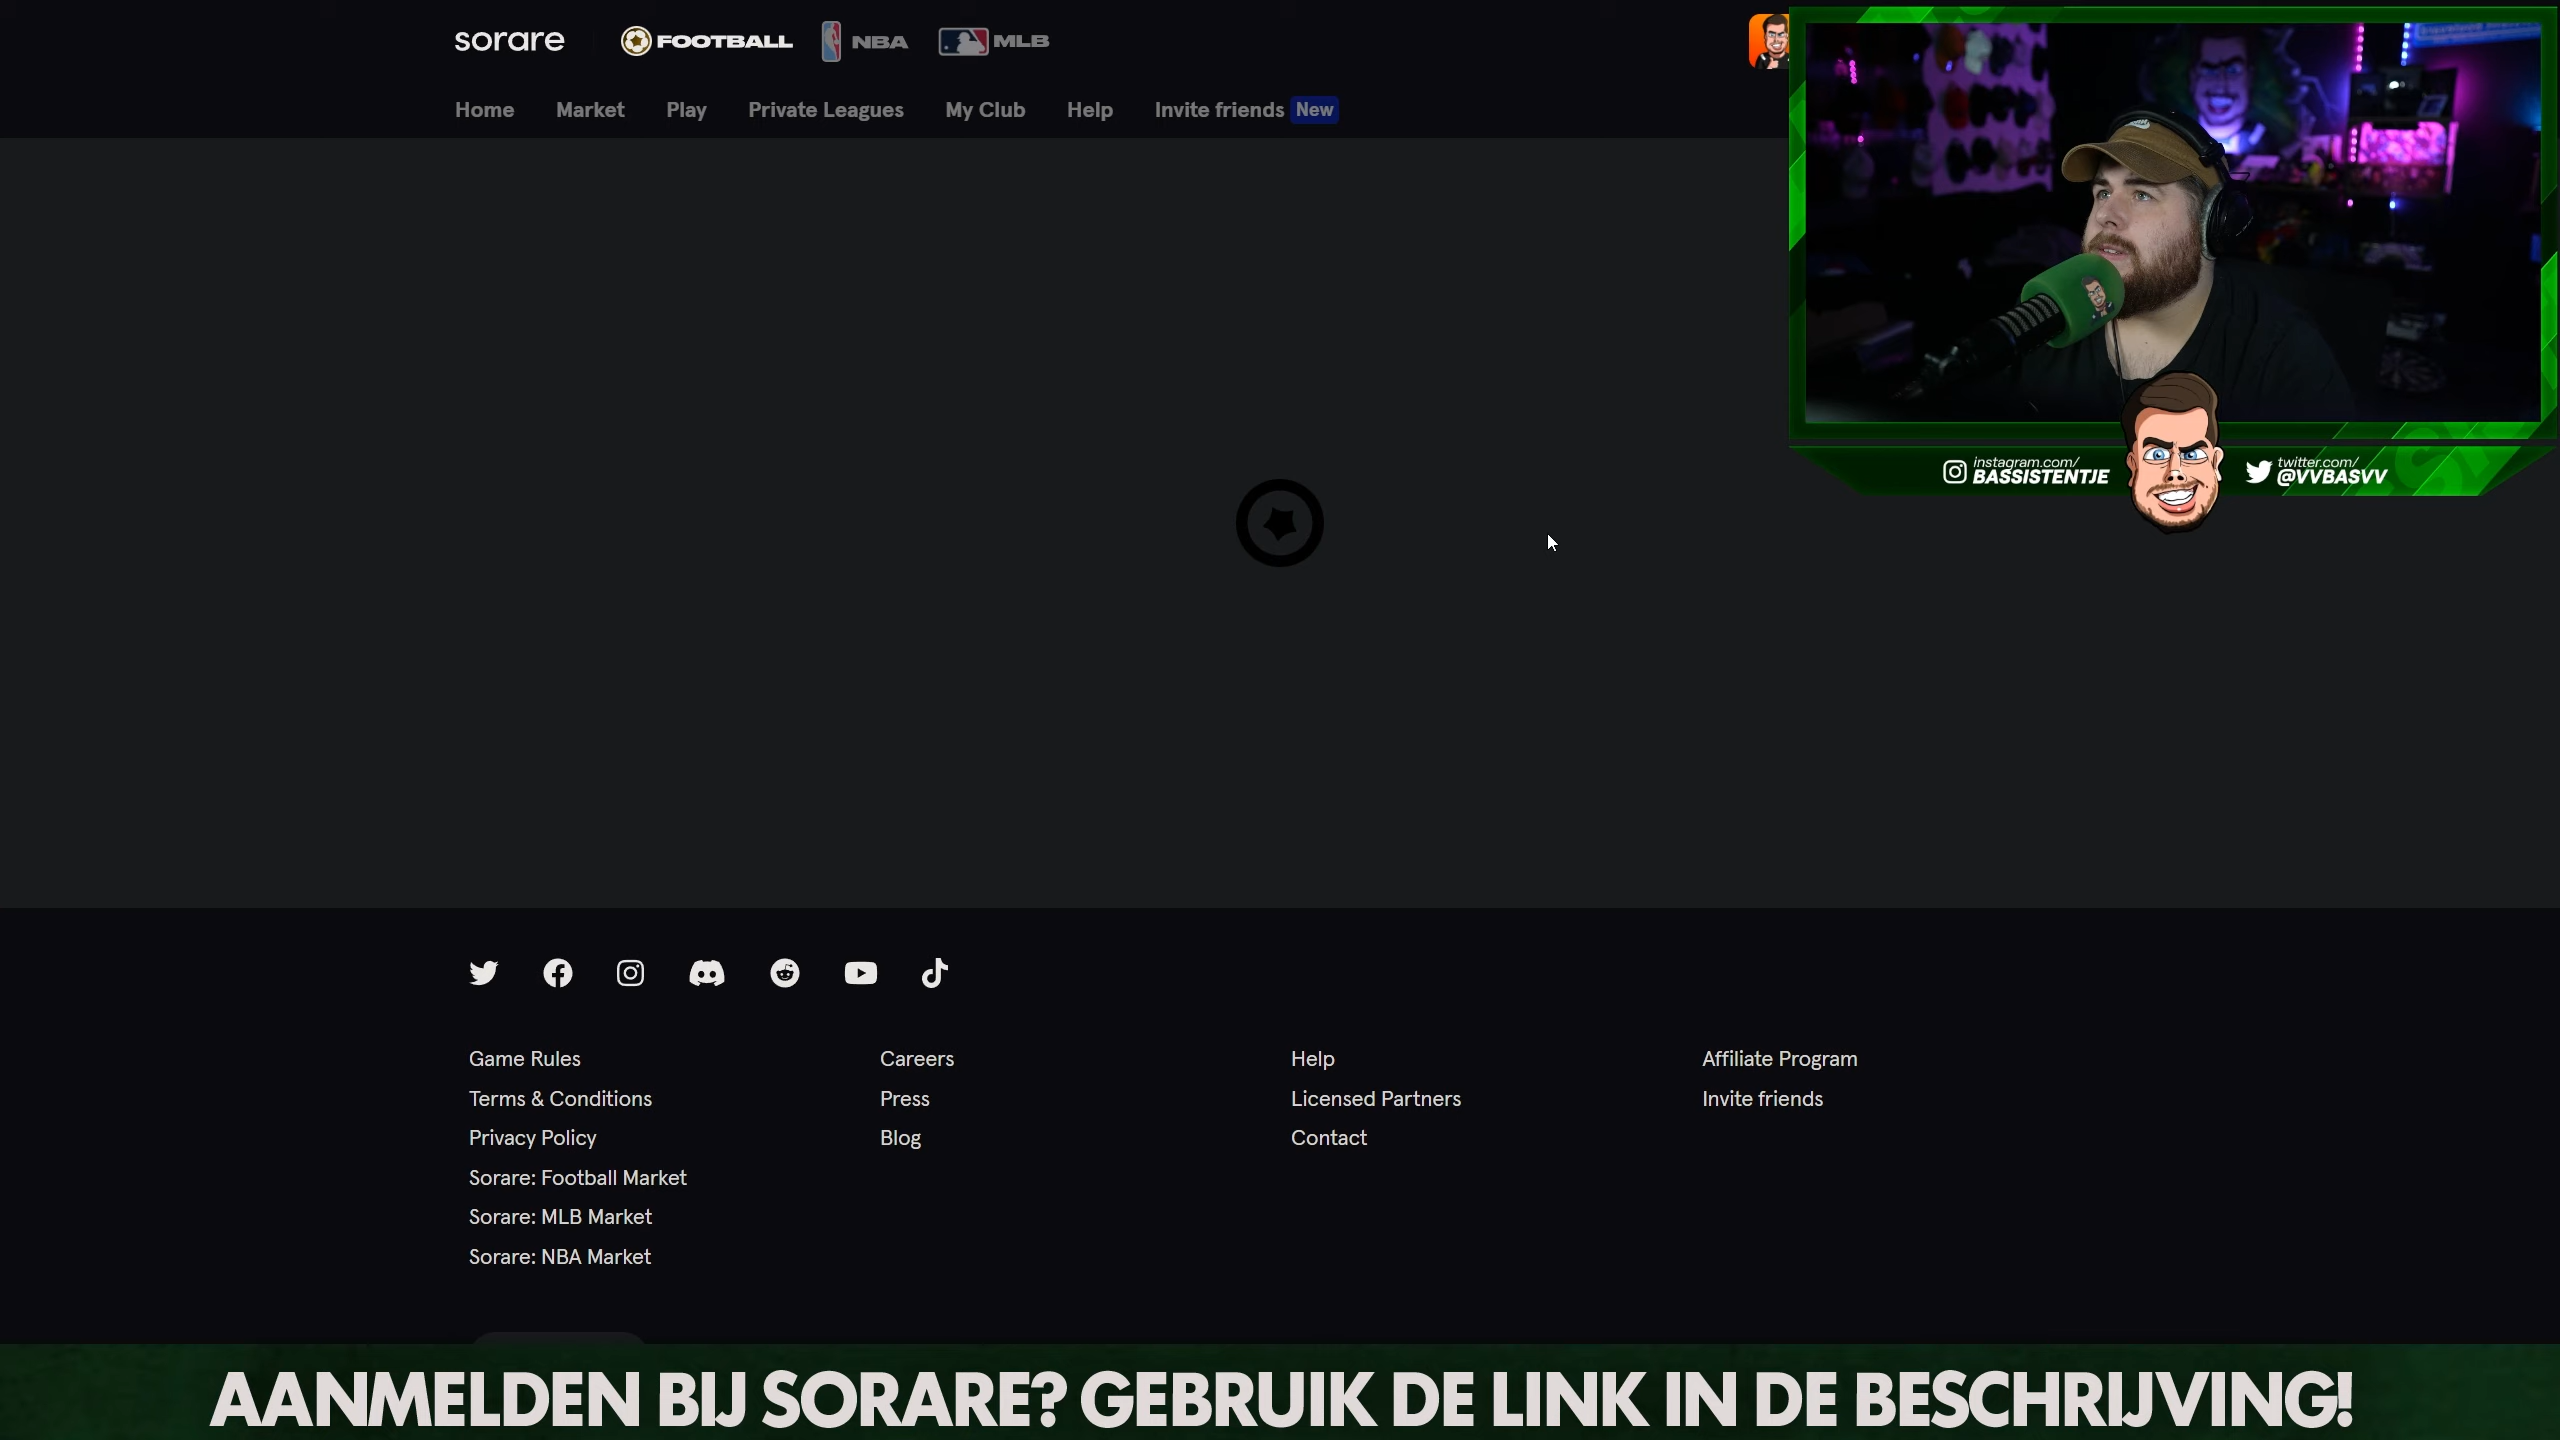 sorare FOOTBALL NBA MLB
Home Market Play Private Leagues My Club Help Invite friends New
instagram.com/
BASSISTENTJE
twitter.com/
@VVBASVV
Game Rules
Terms & Conditions
Privacy Policy
Sorare: Football Market
Sorare: MLB Market
Sorare: NBA Market
Careers
Press
Blog
Help
Licensed Partners
Contact
Affiliate Program
Invite friends
AANMELDEN BIJ SORARE? GEBRUIK DE LINK IN DE BESCHRIJVING!